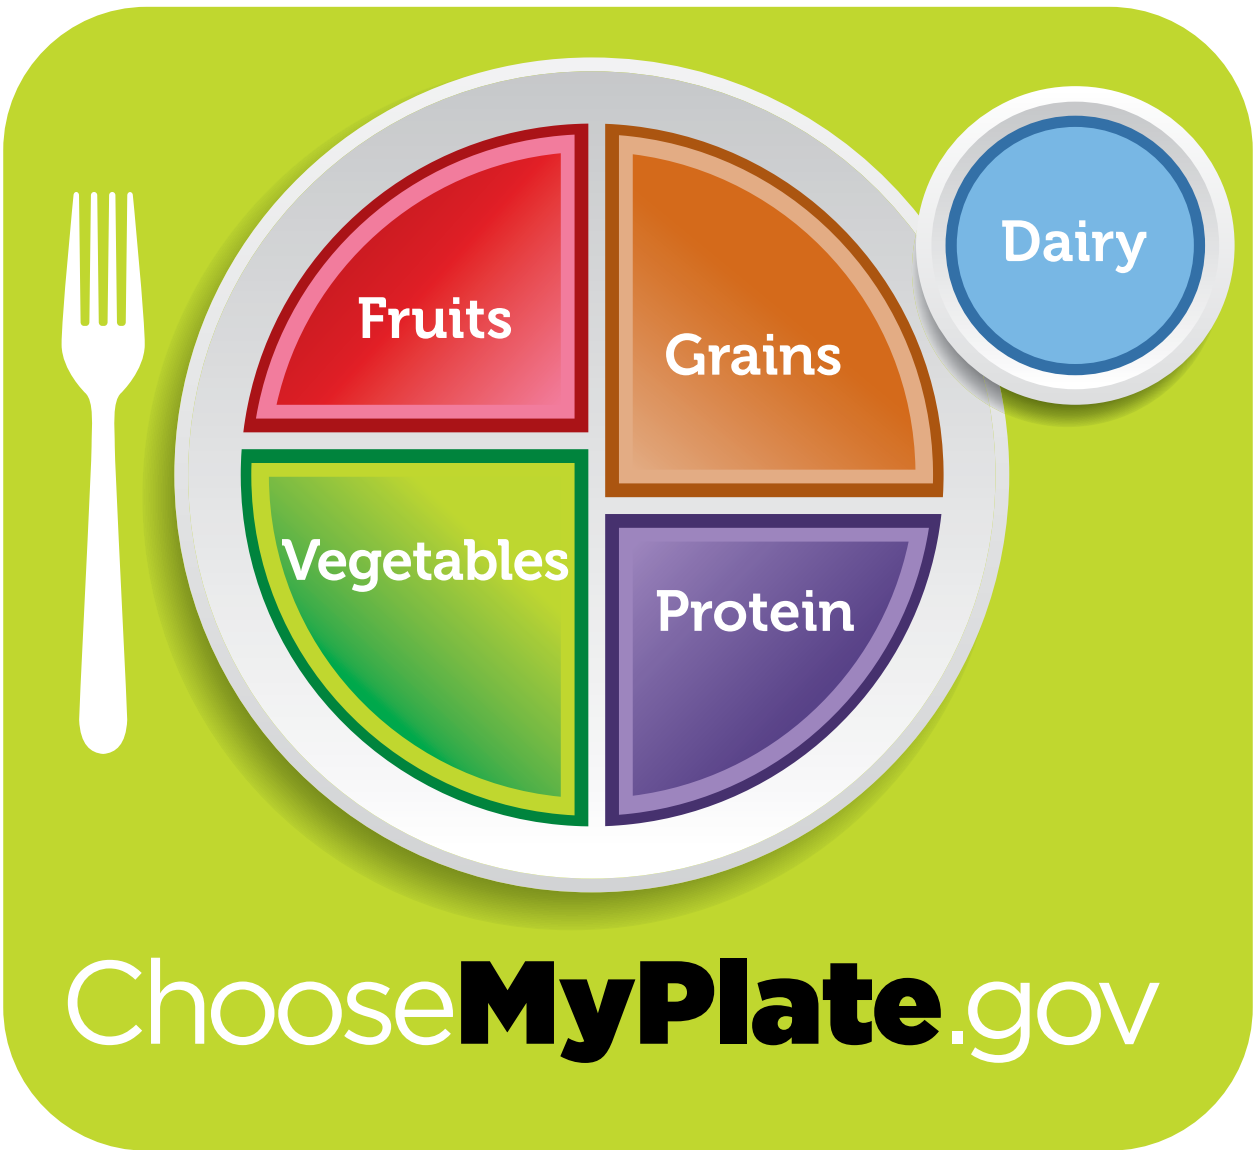 Fruits
Grains
Dairy
Vegetables
Protein
ChooseMyPlate.gov